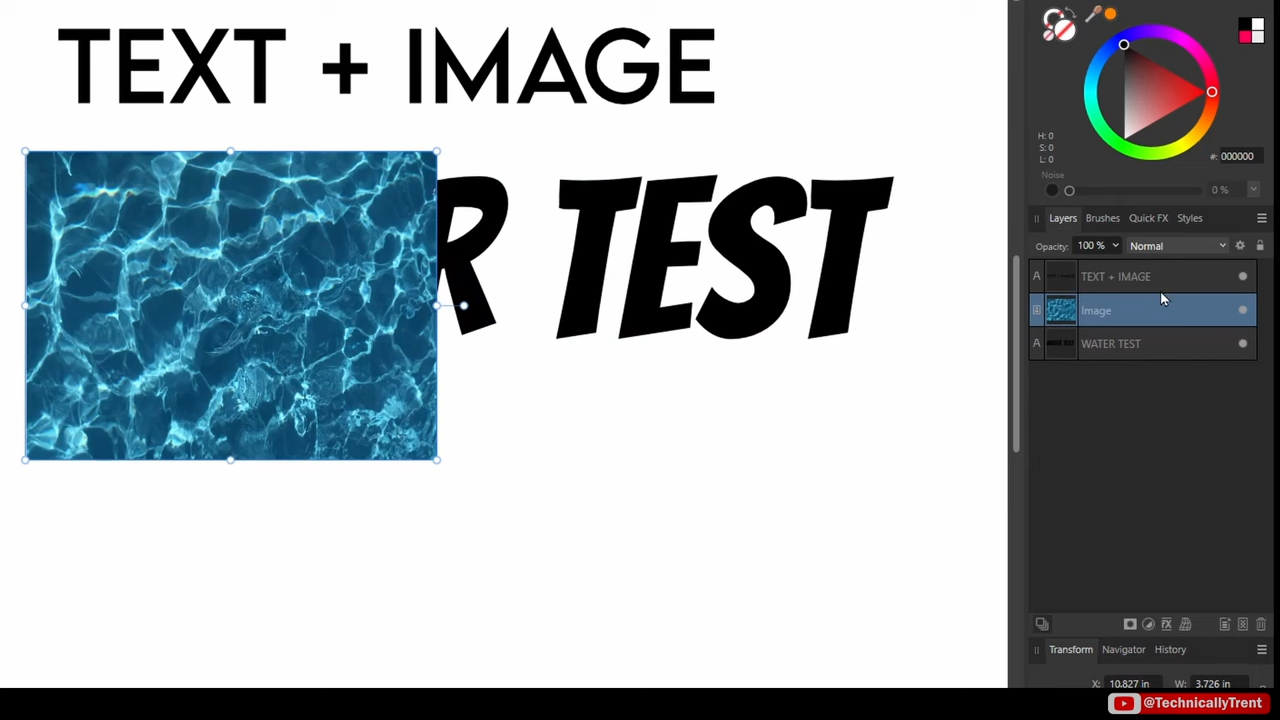 TEXT + IMAGE
R TEST
H: 0
S: 0
L: 0
#: 000000
Noise
0 %
Layers Brushes Quick FX Styles
Opacity: 100 % Normal
A TEXT + IMAGE
Image
A WATER TEST
Transform Navigator History
X: 10.827 in W: 3.726 in
@TechnicallyTrent